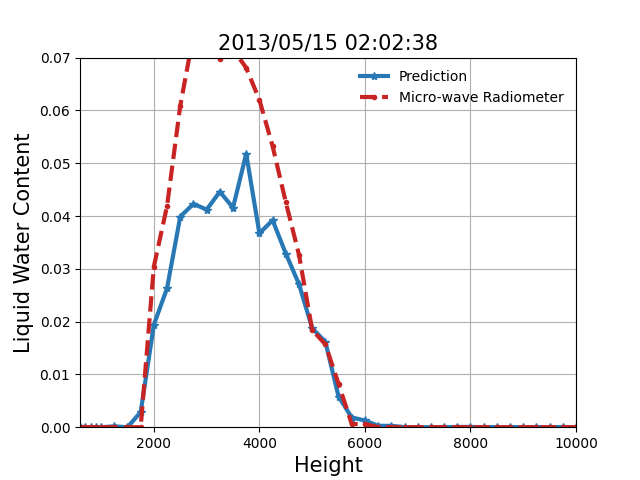 2013/05/15 02:02:38
Prediction
Micro-wave Radiometer
Liquid Water Content
0.07
0.06
0.05
0.04
0.03
0.02
0.01
0.00
2000 4000 6000 8000 10000
Height